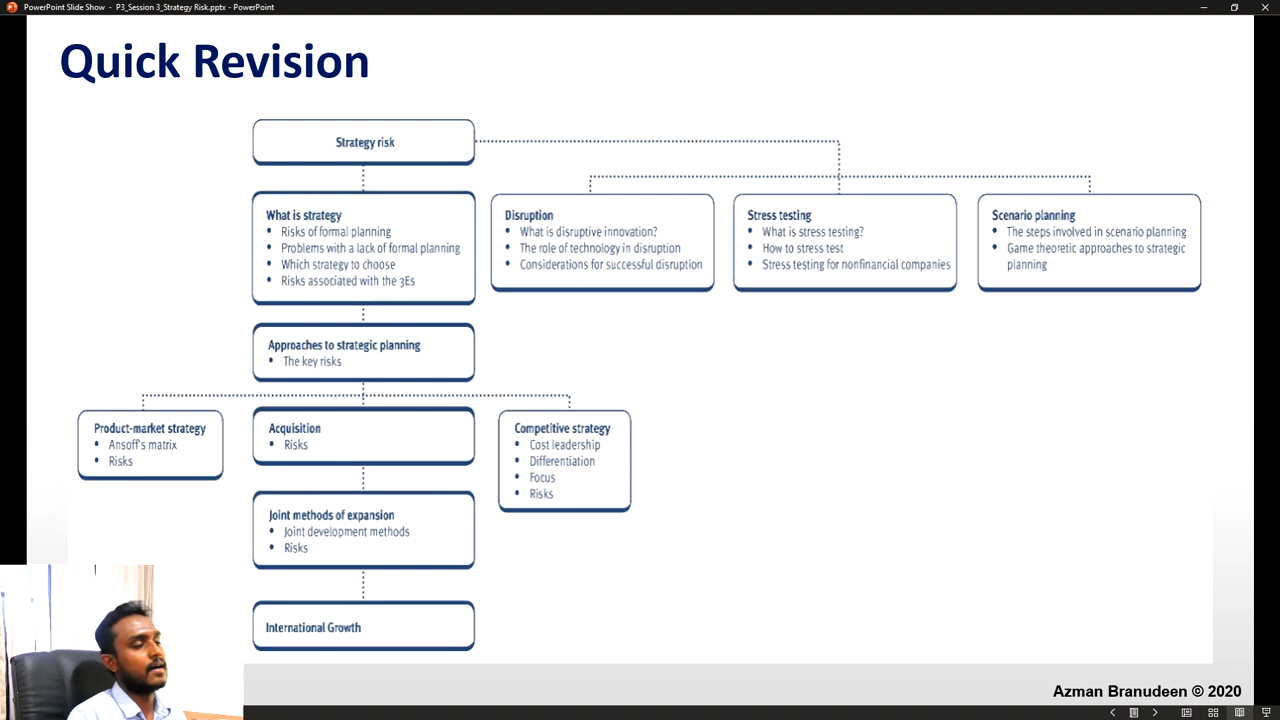 PowerPoint Slide Show - P3_Session 3_Strategy Risk.pptx - PowerPoint
Quick Revision
Strategy risk
What is strategy
• Risks of formal planning
• Problems with a lack of formal planning
• Which strategy to choose
• Risks associated with the 3Es
Disruption
• What is disruptive innovation?
• The role of technology in disruption
• Considerations for successful disruption
Stress testing
• What is stress testing?
• How to stress test
• Stress testing for nonfinancial companies
Scenario planning
• The steps involved in scenario planning
• Game theoretic approaches to strategic
planning
Approaches to strategic planning
• The key risks
Product-market strategy
• Ansoff's matrix
• Risks
Acquisition
• Risks
Competitive strategy
• Cost leadership
• Differentiation
• Focus
• Risks
Joint methods of expansion
• Joint development methods
• Risks
International Growth
Azman Branudeen © 2020